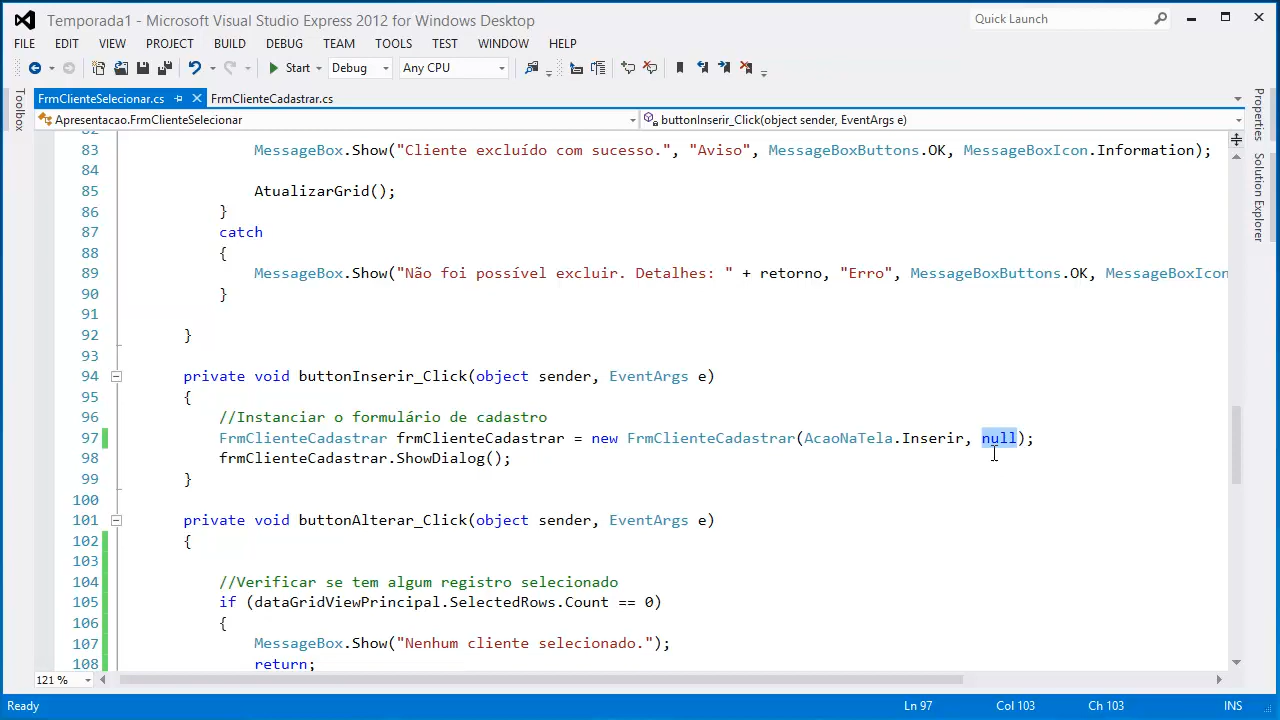 Temporada1 - Microsoft Visual Studio Express 2012 for Windows Desktop
Quick Launch
FILE EDIT VIEW PROJECT BUILD DEBUG TEAM TOOLS TEST WINDOW HELP
Start Debug Any CPU
FrmClienteSelecionar.cs FrmClienteCadastrar.cs
Apresentacao.FrmClienteSelecionar buttonInserir_Click(object sender, EventArgs e)
Toolbox
Properties
Solution Explorer
82
83 MessageBox.Show("Cliente excluído com sucesso.", "Aviso", MessageBoxButtons.OK, MessageBoxIcon.Information);
84
85 AtualizarGrid();
86 }
87 catch
88 {
89 MessageBox.Show("Não foi possível excluir. Detalhes: " + retorno, "Erro", MessageBoxButtons.OK, MessageBoxIcon
90 }
91
92 }
93
94 private void buttonInserir_Click(object sender, EventArgs e)
95 {
96 //Instanciar o formulário de cadastro
97 FrmClienteCadastrar frmClienteCadastrar = new FrmClienteCadastrar(AcaoNaTela.Inserir, null);
98 frmClienteCadastrar.ShowDialog();
99 }
100
101 private void buttonAlterar_Click(object sender, EventArgs e)
102 {
103
104 //Verificar se tem algum registro selecionado
105 if (dataGridViewPrincipal.SelectedRows.Count == 0)
106 {
107 MessageBox.Show("Nenhum cliente selecionado.");
108 return;
121 %
Ready Ln 97 Col 103 Ch 103 INS